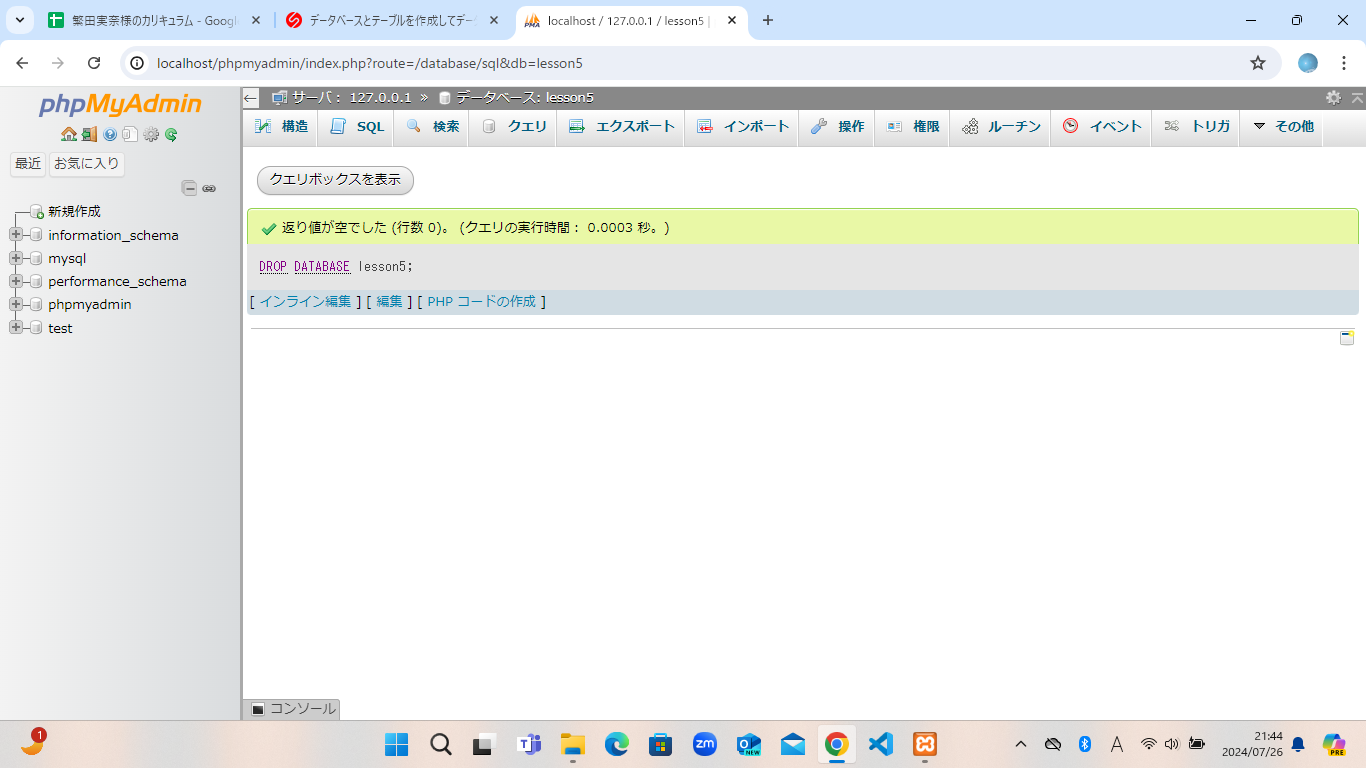 繁田実奈様のカリキュラム - Google
データベースとテーブルを作成してデータ
localhost / 127.0.0.1 / lesson5 |
localhost/phpmyadmin/index.php?route=/database/sql&db=lesson5
phpMyAdmin
最近 お気に入り
新規作成
information_schema
mysql
performance_schema
phpmyadmin
test
サーバ: 127.0.0.1 » データベース: lesson5
構造 SQL 検索 クエリ エクスポート インポート 操作 権限 ルーチン イベント トリガ その他
クエリボックスを表示
返り値が空でした (行数 0)。 (クエリの実行時間: 0.0003 秒。)
DROP DATABASE lesson5;
[ インライン編集 ] [ 編集 ] [ PHP コードの作成 ]
コンソール
1
zm
NEW
A
21:44
2024/07/26
PRE